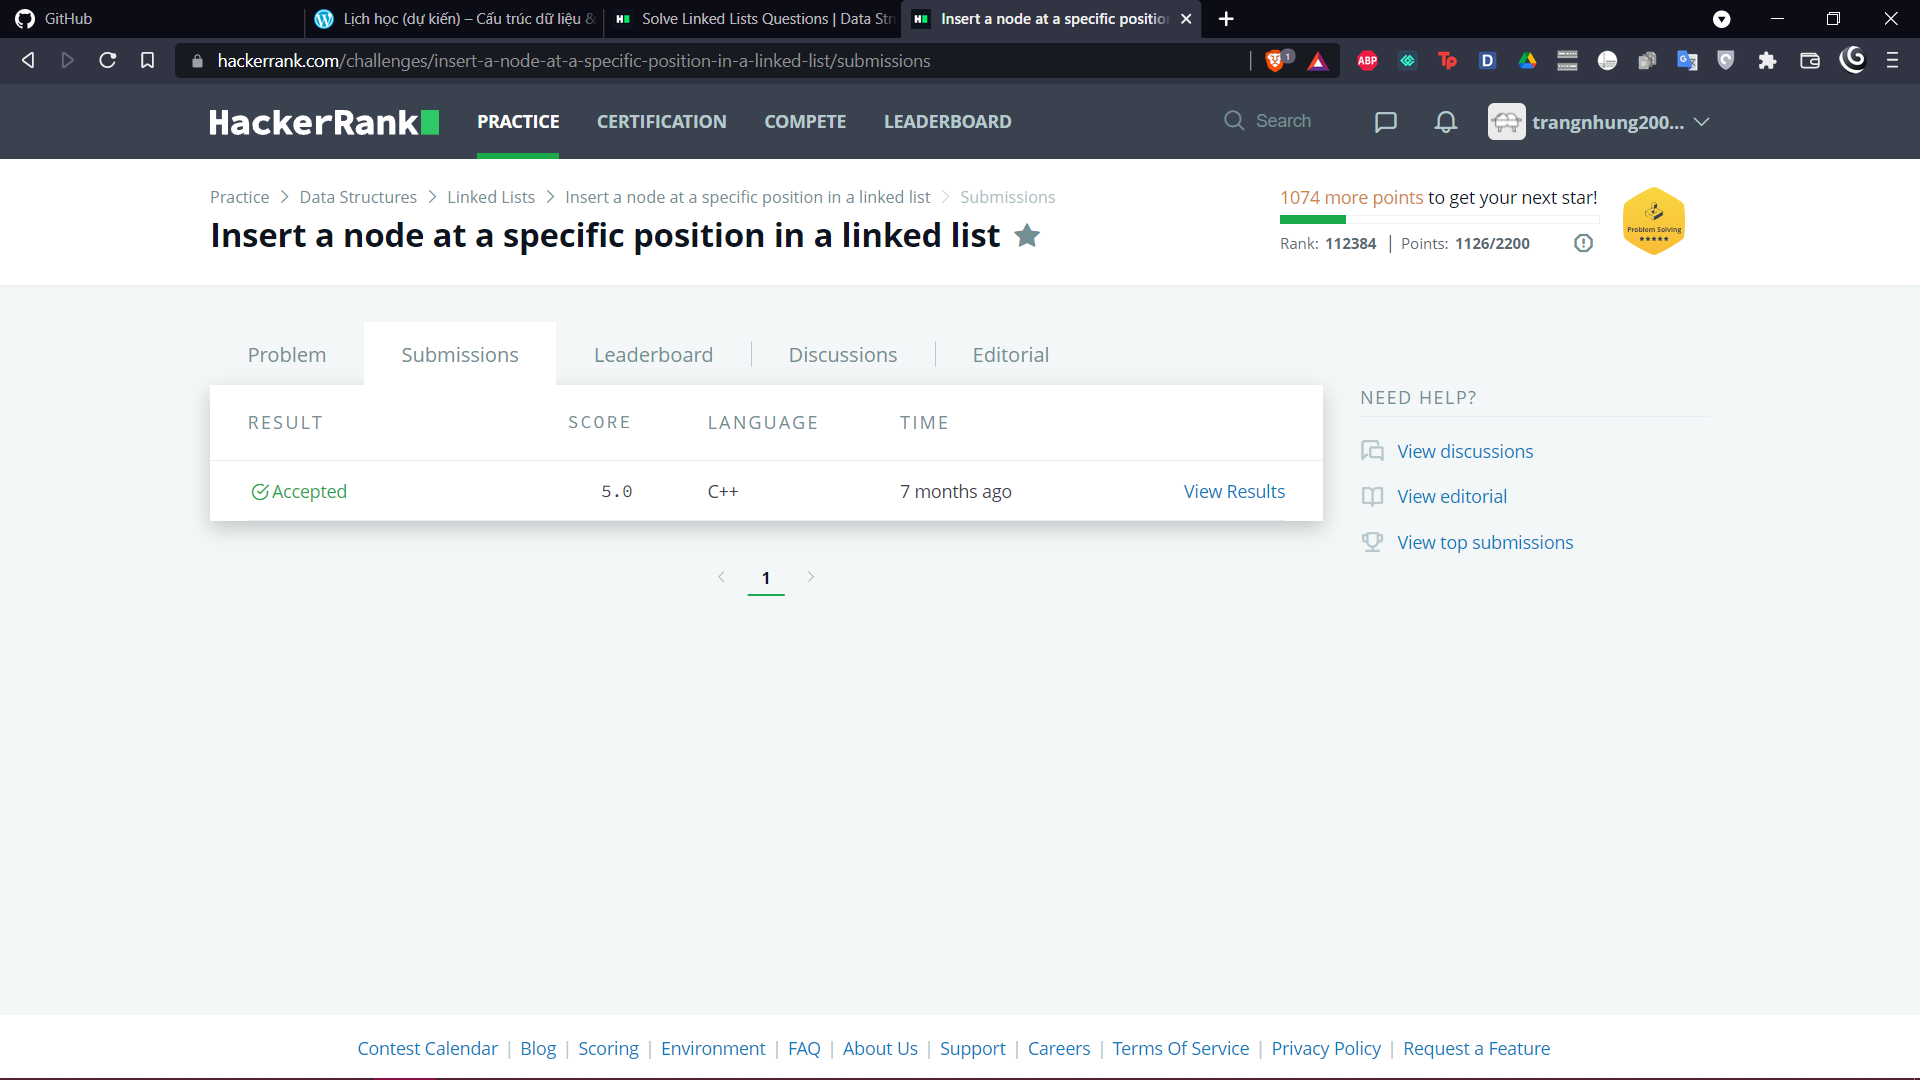 GitHub
Lịch học (dự kiến) – Cấu trúc dữ liệu &
Solve Linked Lists Questions | Data Str
Insert a node at a specific positio
hackerrank.com/challenges/insert-a-node-at-a-specific-position-in-a-linked-list/submissions
1
ABP
Tp
D
HackerRank
PRACTICE
CERTIFICATION
COMPETE
LEADERBOARD
Search
trangnhung200...
Practice > Data Structures > Linked Lists > Insert a node at a specific position in a linked list > Submissions
Insert a node at a specific position in a linked list
1074 more points to get your next star!
Rank: 112384 | Points: 1126/2200
Problem Solving
Problem
Submissions
Leaderboard
Discussions
Editorial
RESULT SCORE LANGUAGE TIME
Accepted 5.0 C++ 7 months ago View Results
1
NEED HELP?
View discussions
View editorial
View top submissions
Contest Calendar | Blog | Scoring | Environment | FAQ | About Us | Support | Careers | Terms Of Service | Privacy Policy | Request a Feature